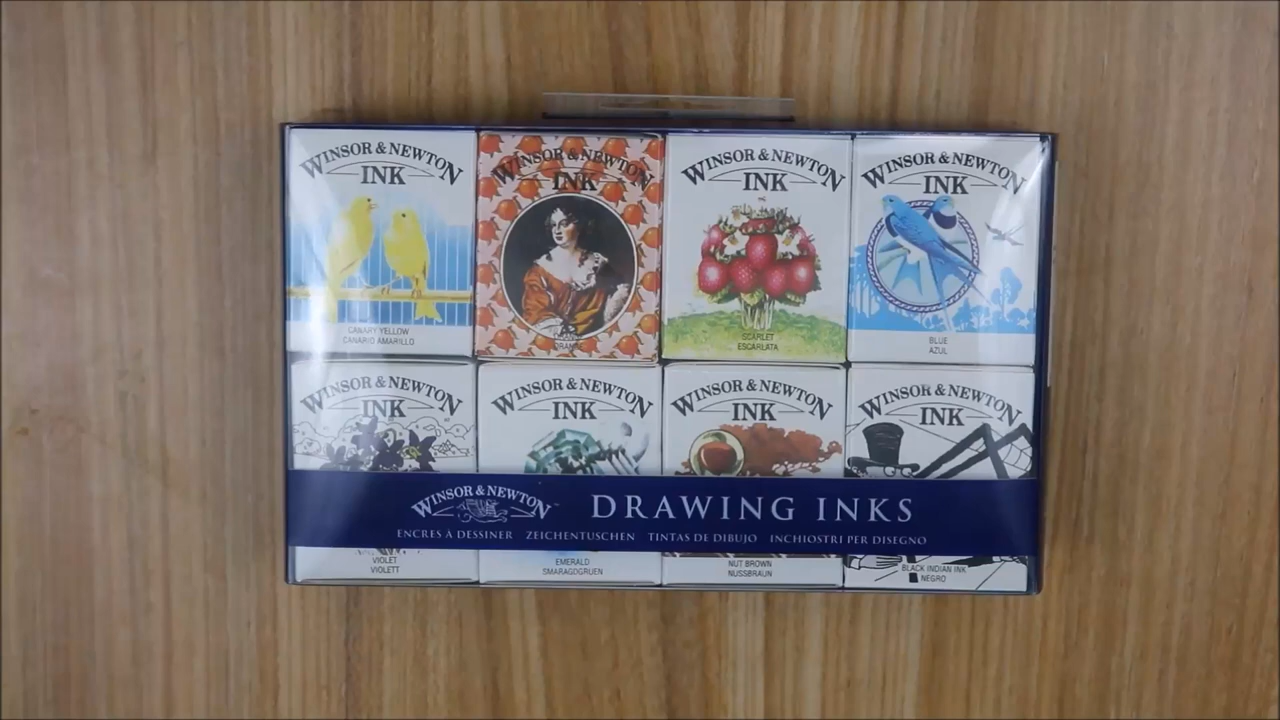 WINSOR & NEWTON
INK
CANARY YELLOW
CANARIO AMARILLO
WINSOR & NEWTON
INK
ORANGE
WINSOR & NEWTON
INK
SCARLET
ESCARLATA
WINSOR & NEWTON
INK
BLUE
AZUL
WINSOR & NEWTON
INK
WINSOR & NEWTON
INK
WINSOR & NEWTON
INK
WINSOR & NEWTON
INK
WINSOR & NEWTON
DRAWING INKS
ENCRES À DESSINER ZEICHENTUSCHEN TINTAS DE DIBUJO INCHIOSTRI PER DISEGNO
VIOLET
VIOLETT
EMERALD
SMARAGDGRUEN
NUT BROWN
NUSSBRAUN
BLACK INDIAN INK
NEGRO